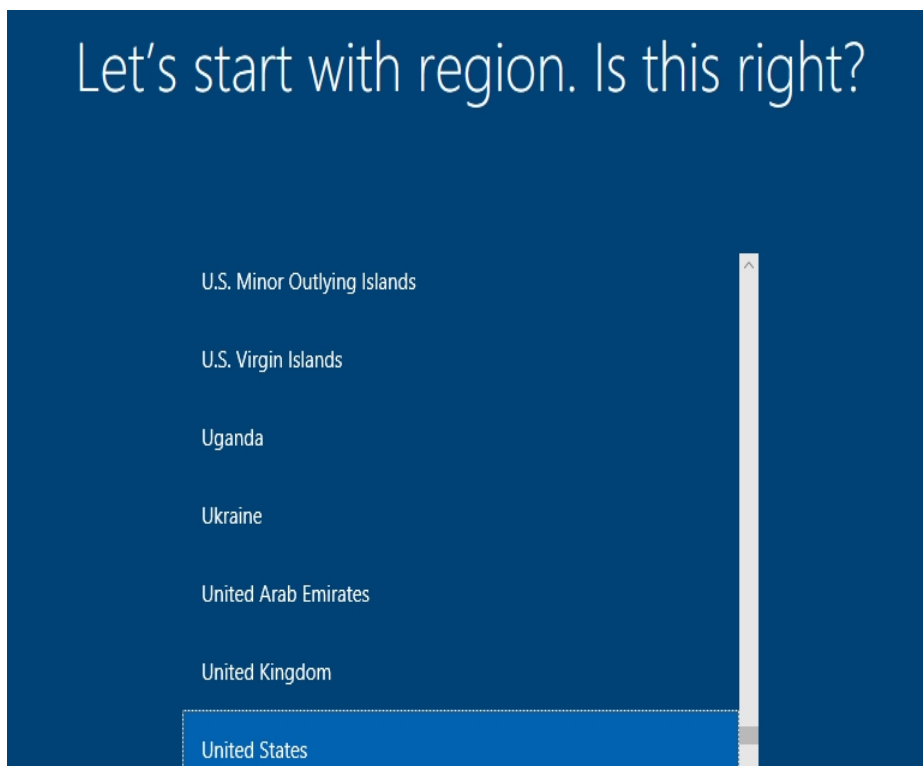 Let’s start with region. Is this right?
U.S. Minor Outlying Islands
U.S. Virgin Islands
Uganda
Ukraine
United Arab Emirates
United Kingdom
United States